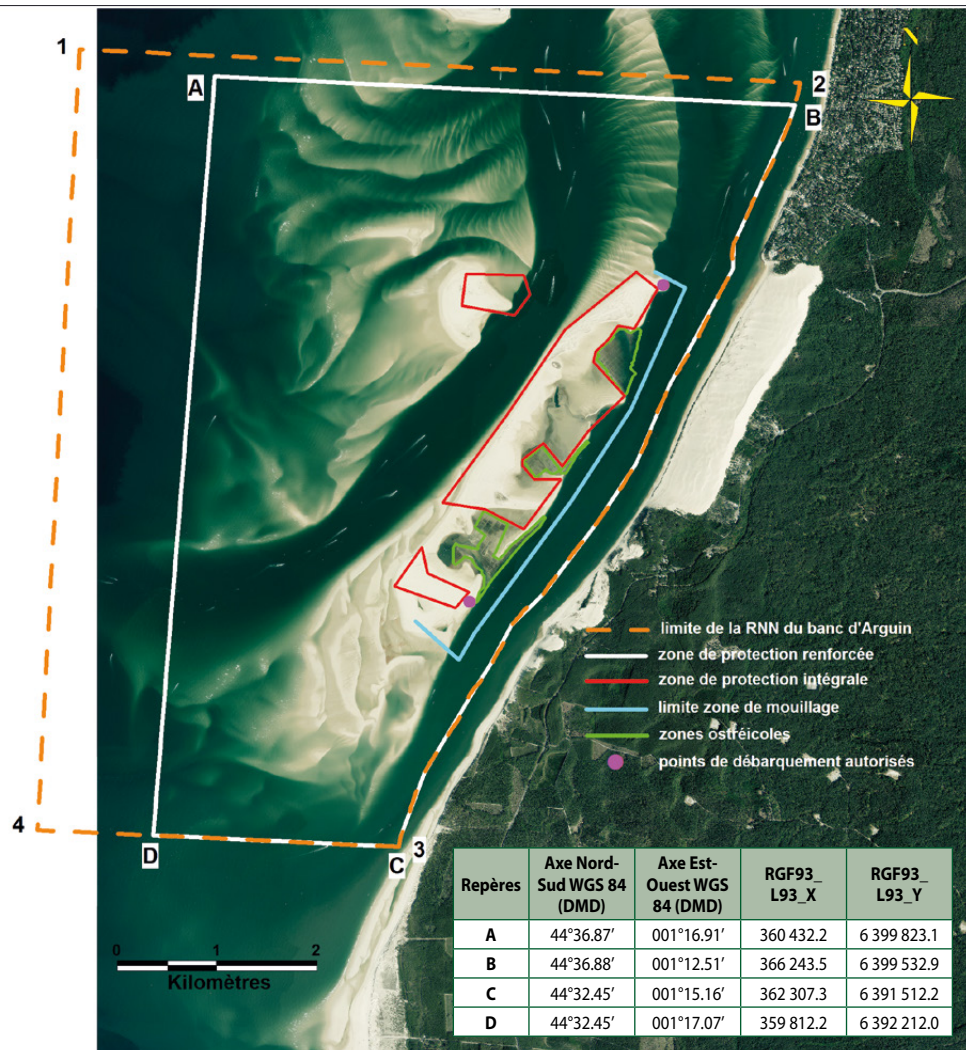 1
A
2
B
limite de la RNN du banc d'Arguin
zone de protection renforcée
zone de protection intégrale
limite zone de mouillage
zones ostréicoles
points de débarquement autorisés
4
D
C
3
0 1 2
Kilomètres
Repères Axe Nord-Sud WGS 84 (DMD) Axe Est-Ouest WGS 84 (DMD) RGF93_L93_X RGF93_L93_Y
A 44°36.87' 001°16.91' 360 432.2 6 399 823.1
B 44°36.88' 001°12.51' 366 243.5 6 399 532.9
C 44°32.45' 001°15.16' 362 307.3 6 391 512.2
D 44°32.45' 001°17.07' 359 812.2 6 392 212.0